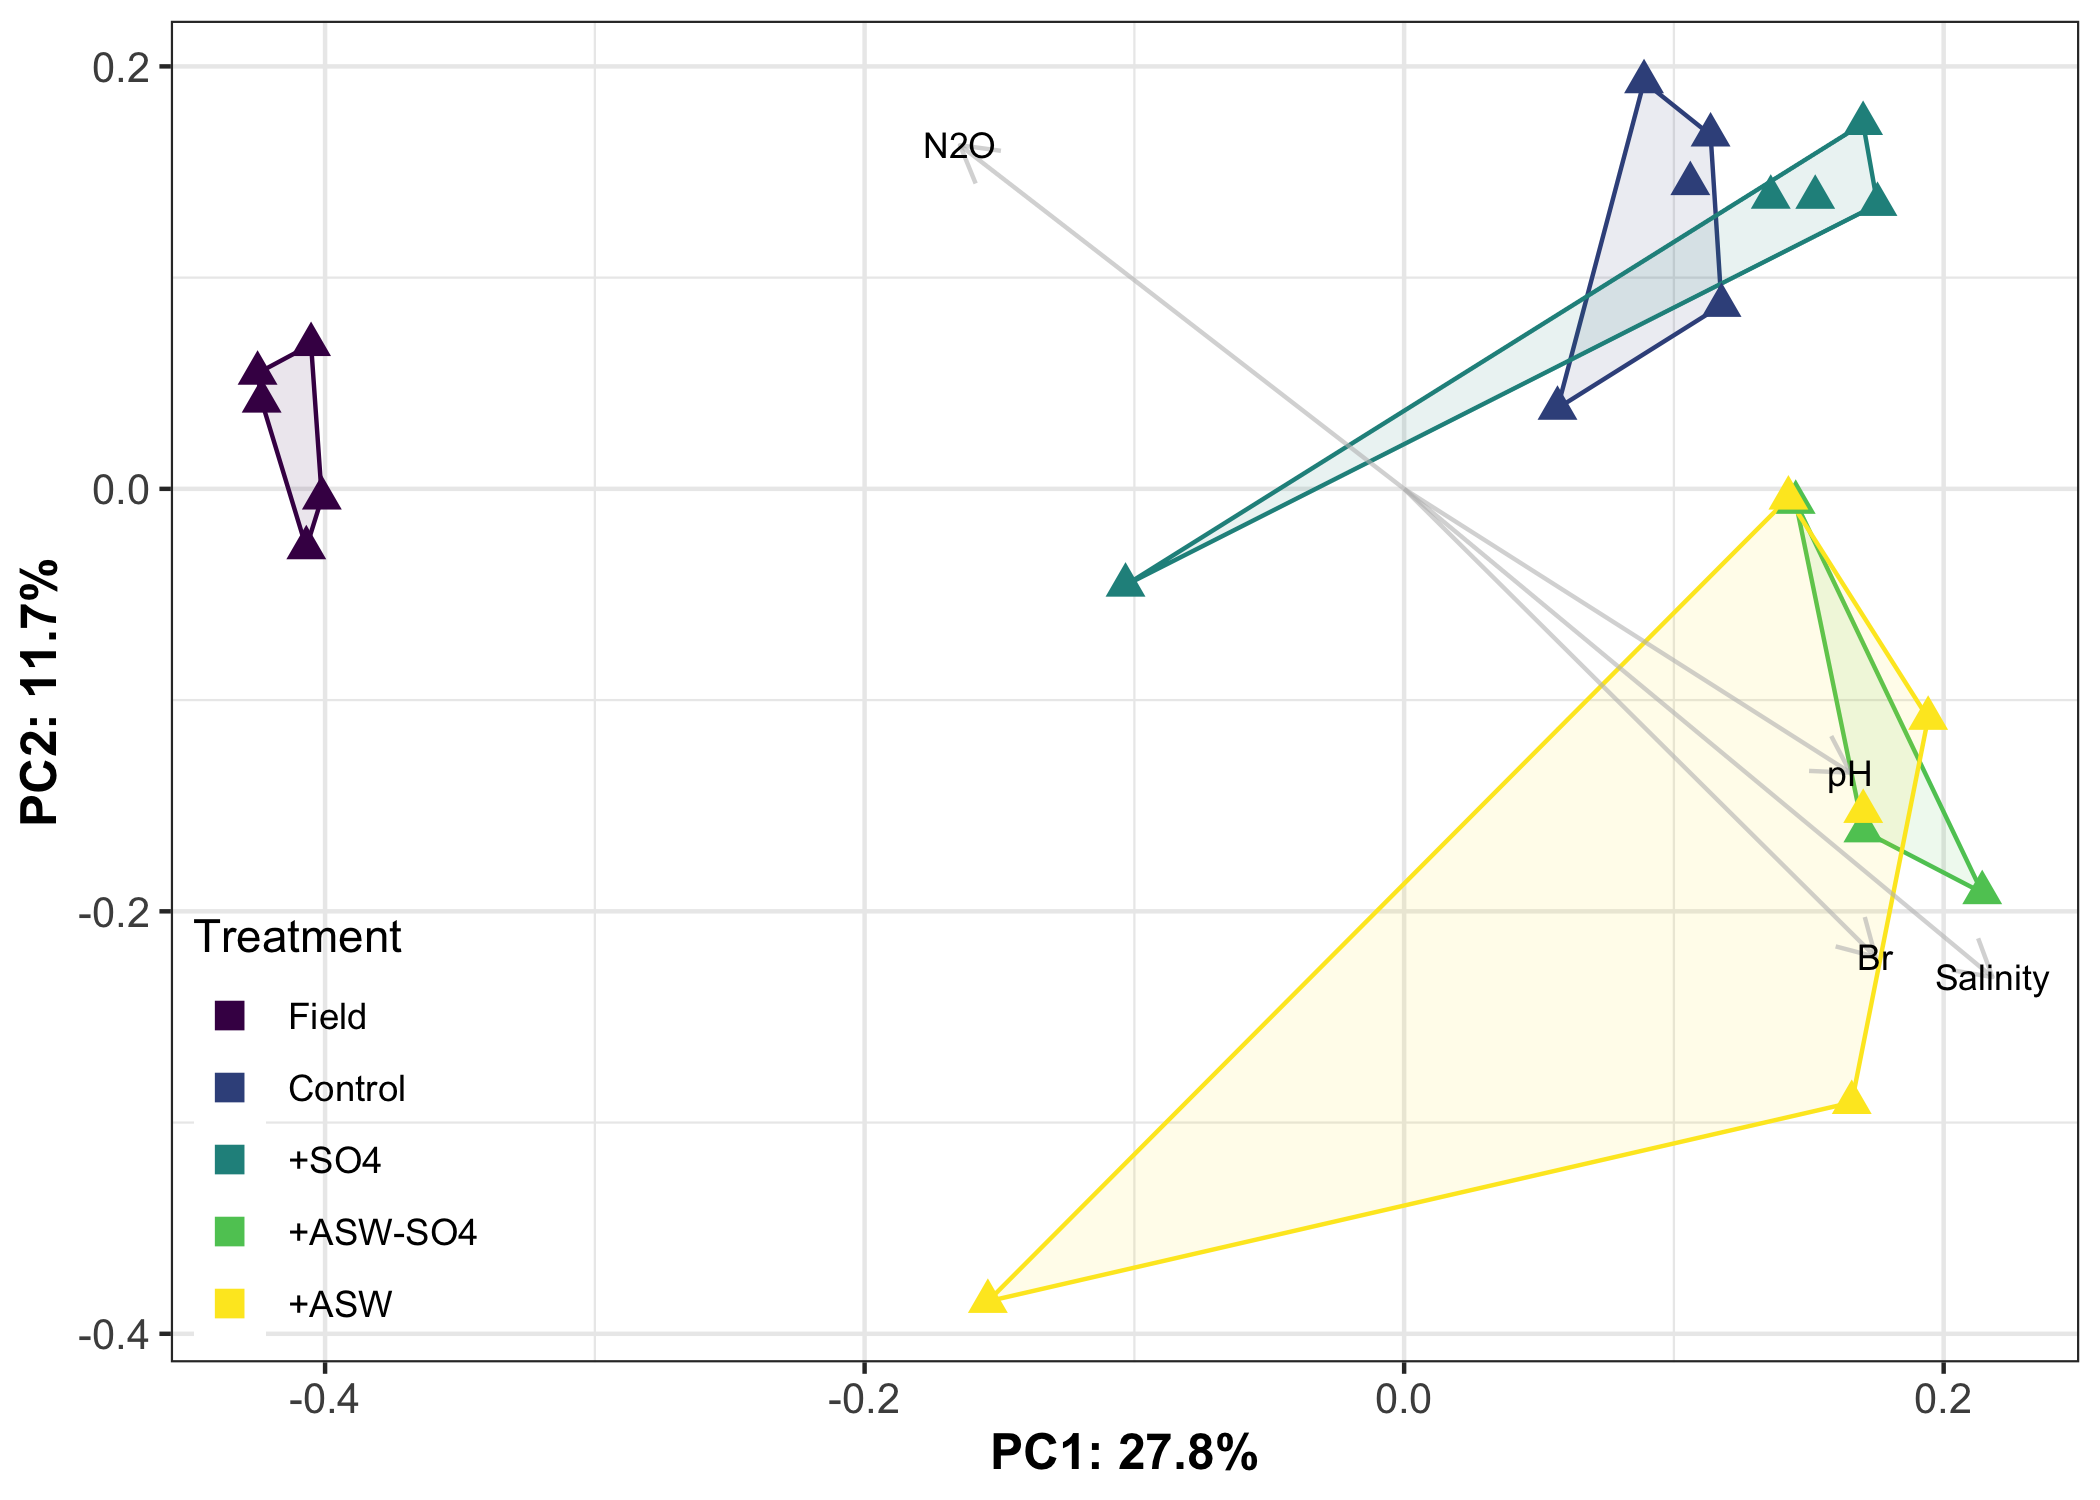 0.2
0.0
-0.2
-0.4
PC2: 11.7%
N2O
pH
Br
Salinity
Treatment
Field
Control
+SO4
+ASW-SO4
+ASW
-0.4 -0.2 0.0 0.2
PC1: 27.8%